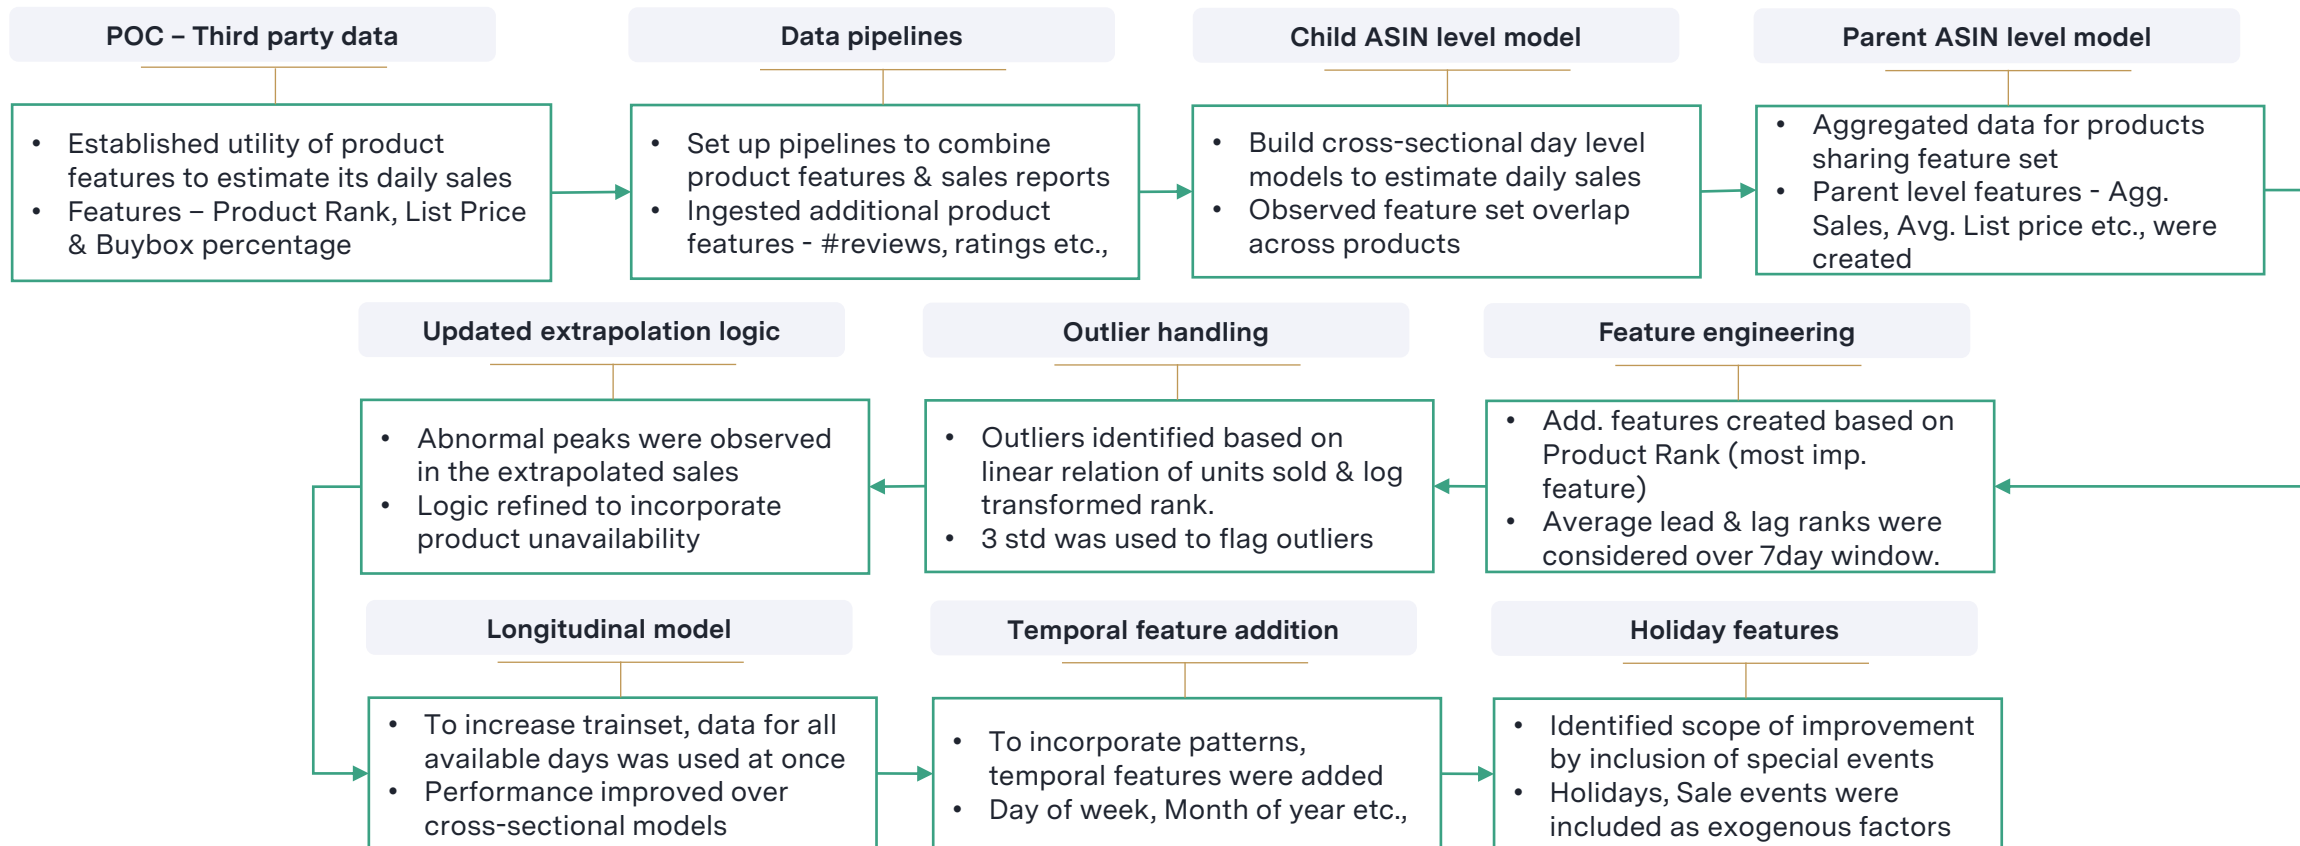 POC – Third party data
• Established utility of product
features to estimate its daily sales
• Features – Product Rank, List Price
& Buybox percentage
Data pipelines
• Set up pipelines to combine
product features & sales reports
• Ingested additional product
features - #reviews, ratings etc.,
Child ASIN level model
• Build cross-sectional day level
models to estimate daily sales
• Observed feature set overlap
across products
Parent ASIN level model
• Aggregated data for products
sharing feature set
• Parent level features - Agg.
Sales, Avg. List price etc., were
created
Feature engineering
• Add. features created based on
Product Rank (most imp.
feature)
• Average lead & lag ranks were
considered over 7day window.
Outlier handling
• Outliers identified based on
linear relation of units sold & log
transformed rank.
• 3 std was used to flag outliers
Updated extrapolation logic
• Abnormal peaks were observed
in the extrapolated sales
• Logic refined to incorporate
product unavailability
Longitudinal model
• To increase trainset, data for all
available days was used at once
• Performance improved over
cross-sectional models
Temporal feature addition
• To incorporate patterns,
temporal features were added
• Day of week, Month of year etc.,
Holiday features
• Identified scope of improvement
by inclusion of special events
• Holidays, Sale events were
included as exogenous factors